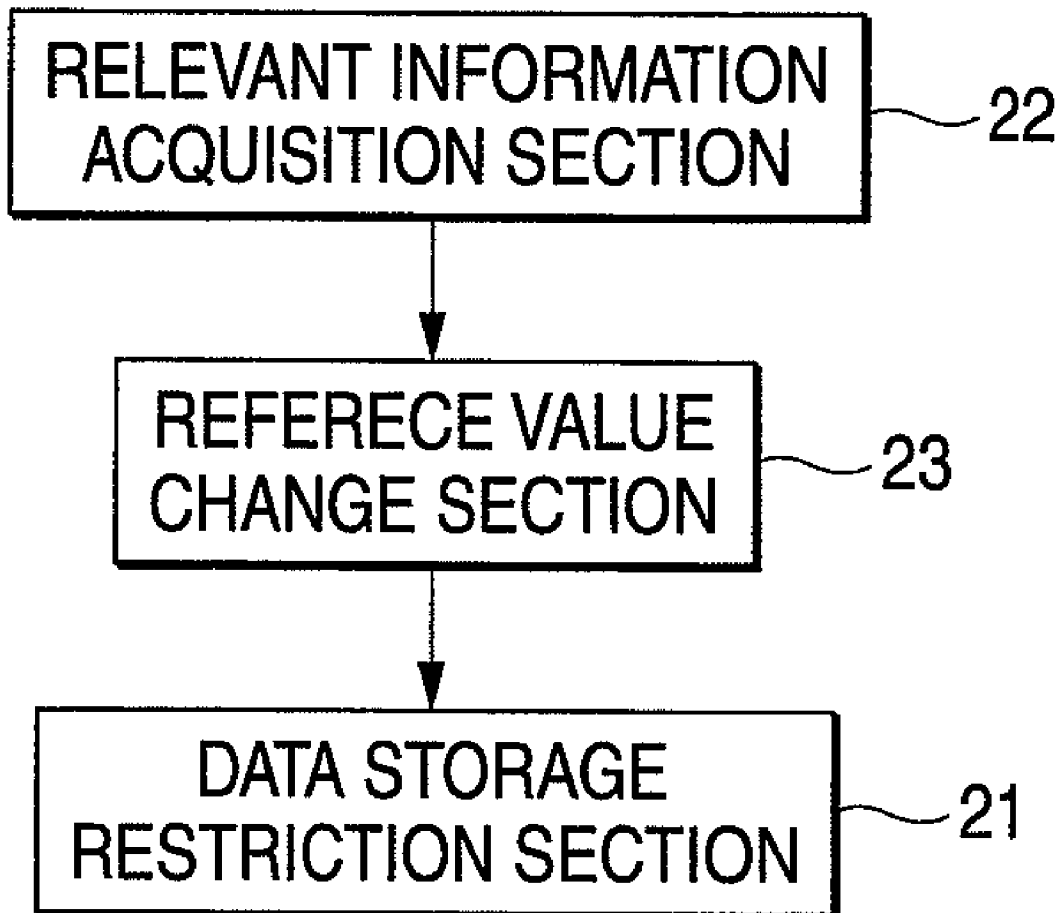 RELEVANT INFORMATION
ACQUISITION SECTION
22
REFERECE VALUE
CHANGE SECTION
23
DATA STORAGE
RESTRICTION SECTION
21